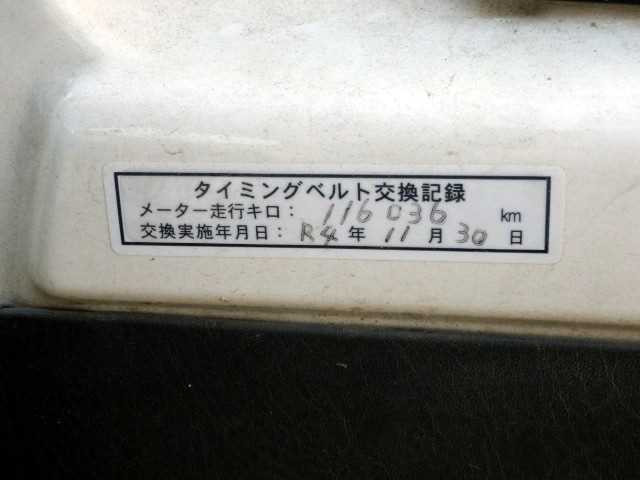 タイミングベルト交換記録
メーター走行キロ： 116036 km
交換実施年月日： R4 年 11 月 30 日